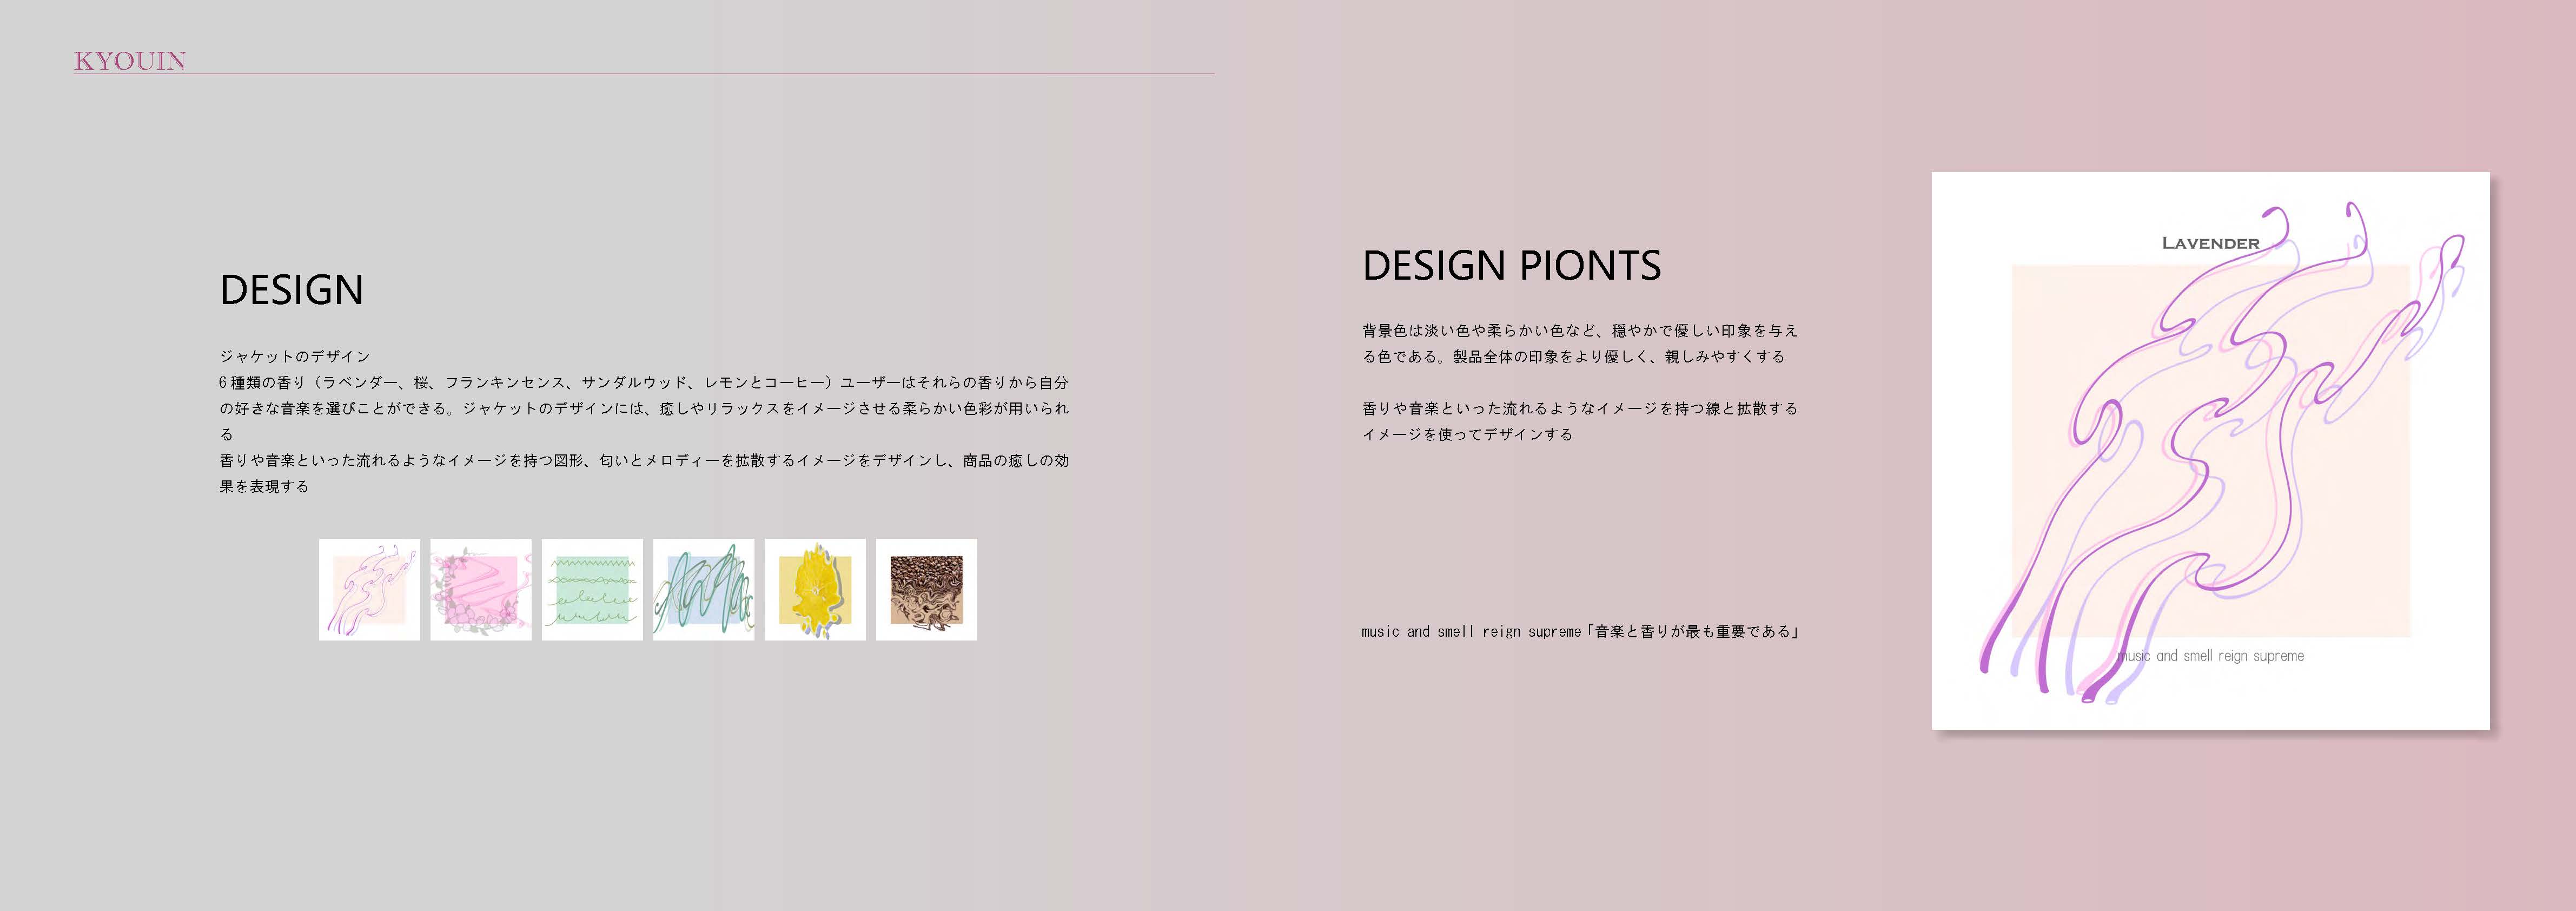 KYOUIN
DESIGN
ジャケットのデザイン
6種類の香り（ラベンダー、桜、フランキンセンス、サンダルウッド、レモンとコーヒー）ユーザーはそれらの香りから自分
の好きな音楽を選びことができる。ジャケットのデザインには、癒しやリラックスをイメージさせる柔らかい色彩が用いられ
る
香りや音楽といった流れるようなイメージを持つ図形、匂いとメロディーを拡散するイメージをデザインし、商品の癒しの効
果を表現する
DESIGN PIONTS
背景色は淡い色や柔らかい色など、穏やかで優しい印象を与え
る色である。製品全体の印象をより優しく、親しみやすくする
香りや音楽といった流れるようなイメージを持つ線と拡散する
イメージを使ってデザインする
music and smell reign supreme「音楽と香りが最も重要である」
LAVENDER
music and smell reign supreme